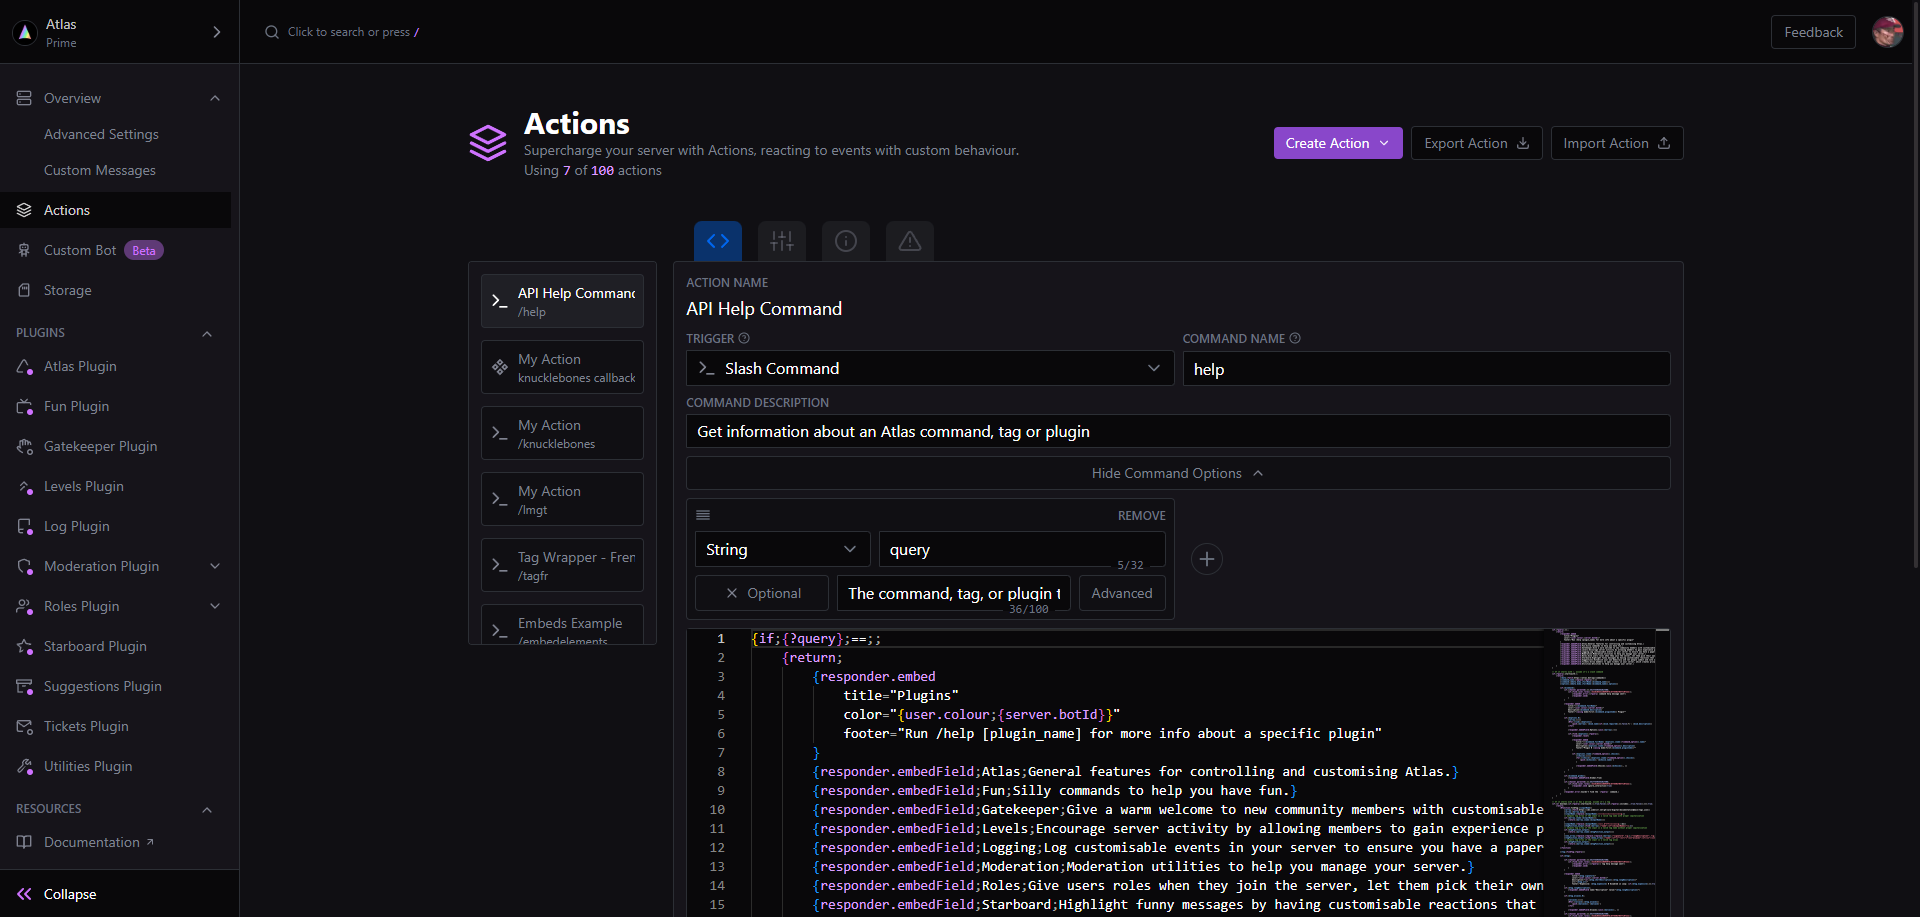 Atlas
Prime
Click to search or press /
Feedback
Overview
Advanced Settings
Custom Messages
Actions
Custom Bot Beta
Storage
PLUGINS
Atlas Plugin
Fun Plugin
Gatekeeper Plugin
Levels Plugin
Log Plugin
Moderation Plugin
Roles Plugin
Starboard Plugin
Suggestions Plugin
Tickets Plugin
Utilities Plugin
RESOURCES
Documentation
Collapse
Actions
Supercharge your server with Actions, reacting to events with custom behaviour.
Using 7 of 100 actions
Create Action
Export Action
Import Action
API Help Command
/help
My Action
knucklebones callback
My Action
/knucklebones
My Action
/lmgt
Tag Wrapper - Fren
/tagfr
Embeds Example
/embedelements
ACTION NAME
API Help Command
TRIGGER
Slash Command
COMMAND NAME
help
COMMAND DESCRIPTION
Get information about an Atlas command, tag or plugin
Hide Command Options
REMOVE
String
query
5/32
Optional
The command, tag, or plugin t
36/100
Advanced
1 {if;{?query};==;;
2 {return;
3 {responder.embed
4 title="Plugins"
5 color="{user.colour;{server.botId}}"
6 footer="Run /help [plugin_name] for more info about a specific plugin"
7 }
8 {responder.embedField;Atlas;General features for controlling and customising Atlas.}
9 {responder.embedField;Fun;Silly commands to help you have fun.}
10 {responder.embedField;Gatekeeper;Give a warm welcome to new community members with customisable
11 {responder.embedField;Levels;Encourage server activity by allowing members to gain experience p
12 {responder.embedField;Logging;Log customisable events in your server to ensure you have a paper
13 {responder.embedField;Moderation;Moderation utilities to help you manage your server.}
14 {responder.embedField;Roles;Give users roles when they join the server, let them pick their own
15 {responder.embedField;Starboard;Highlight funny messages by having customisable reactions that